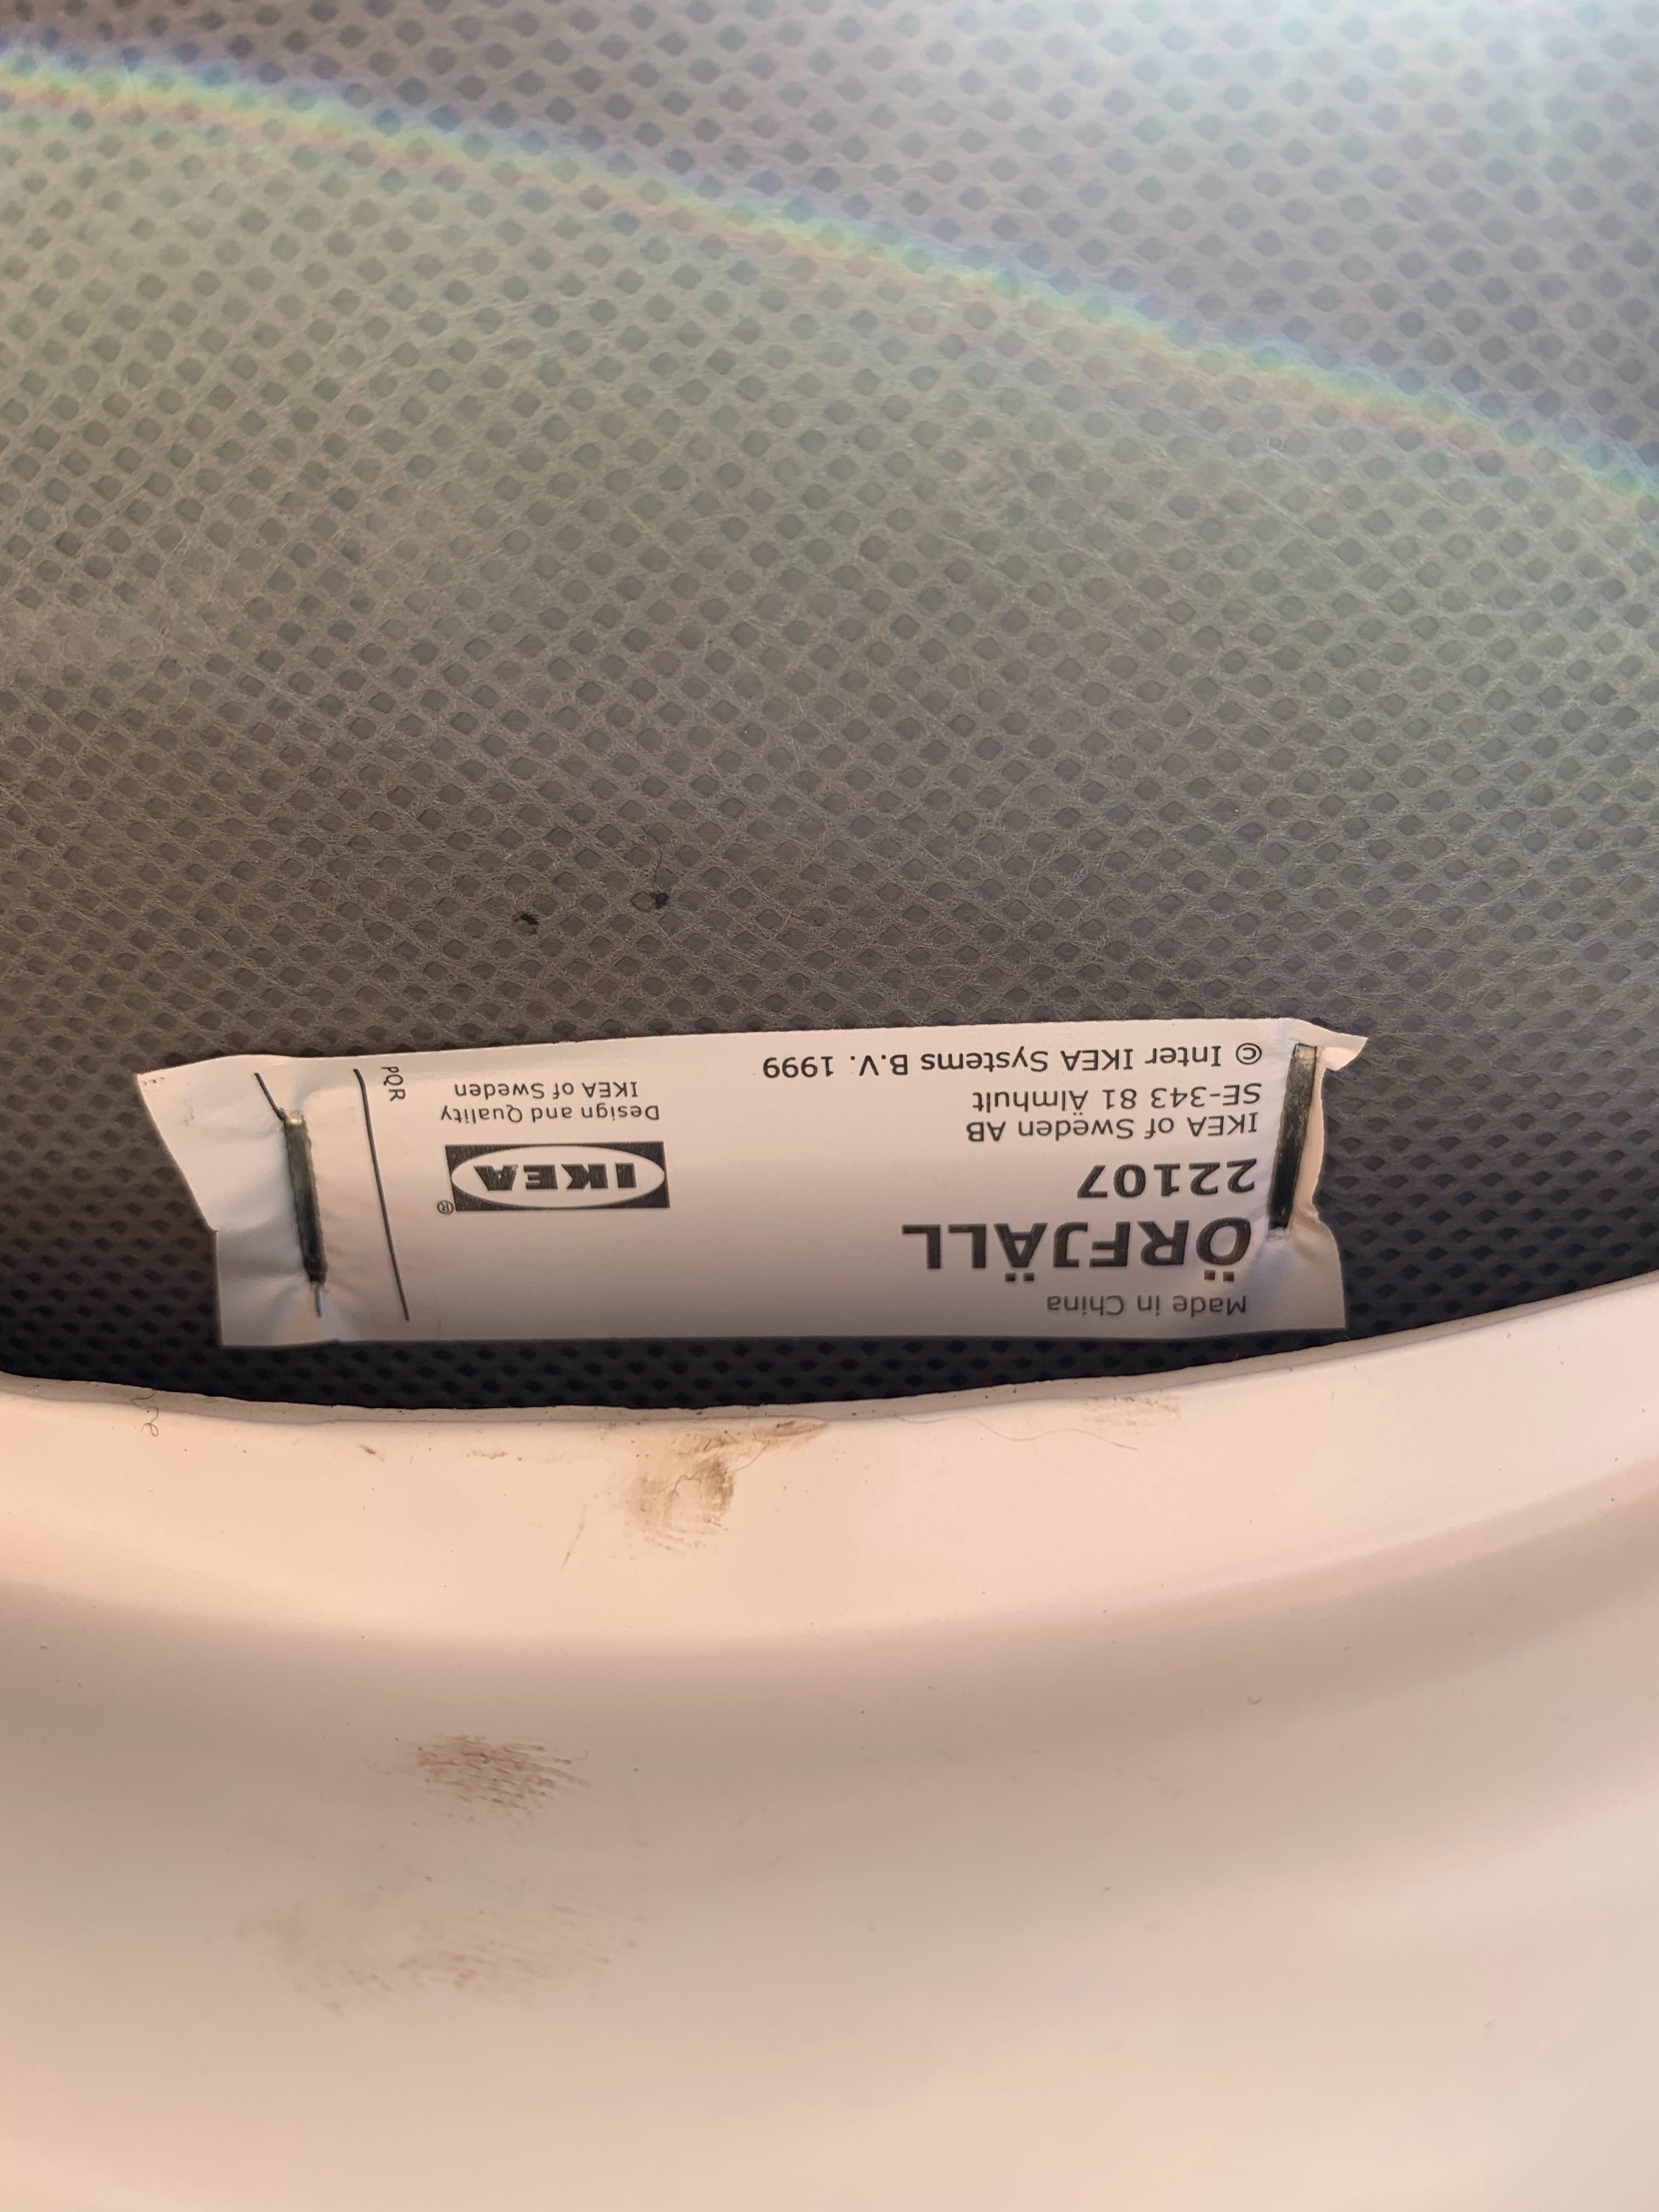 Made in China
ÖRFJÄLL
22107
IKEA of Sweden AB
SE-343 81 Älmhult
© Inter IKEA Systems B.V. 1999
IKEA®
Design and Quality
IKEA of Sweden
PQR